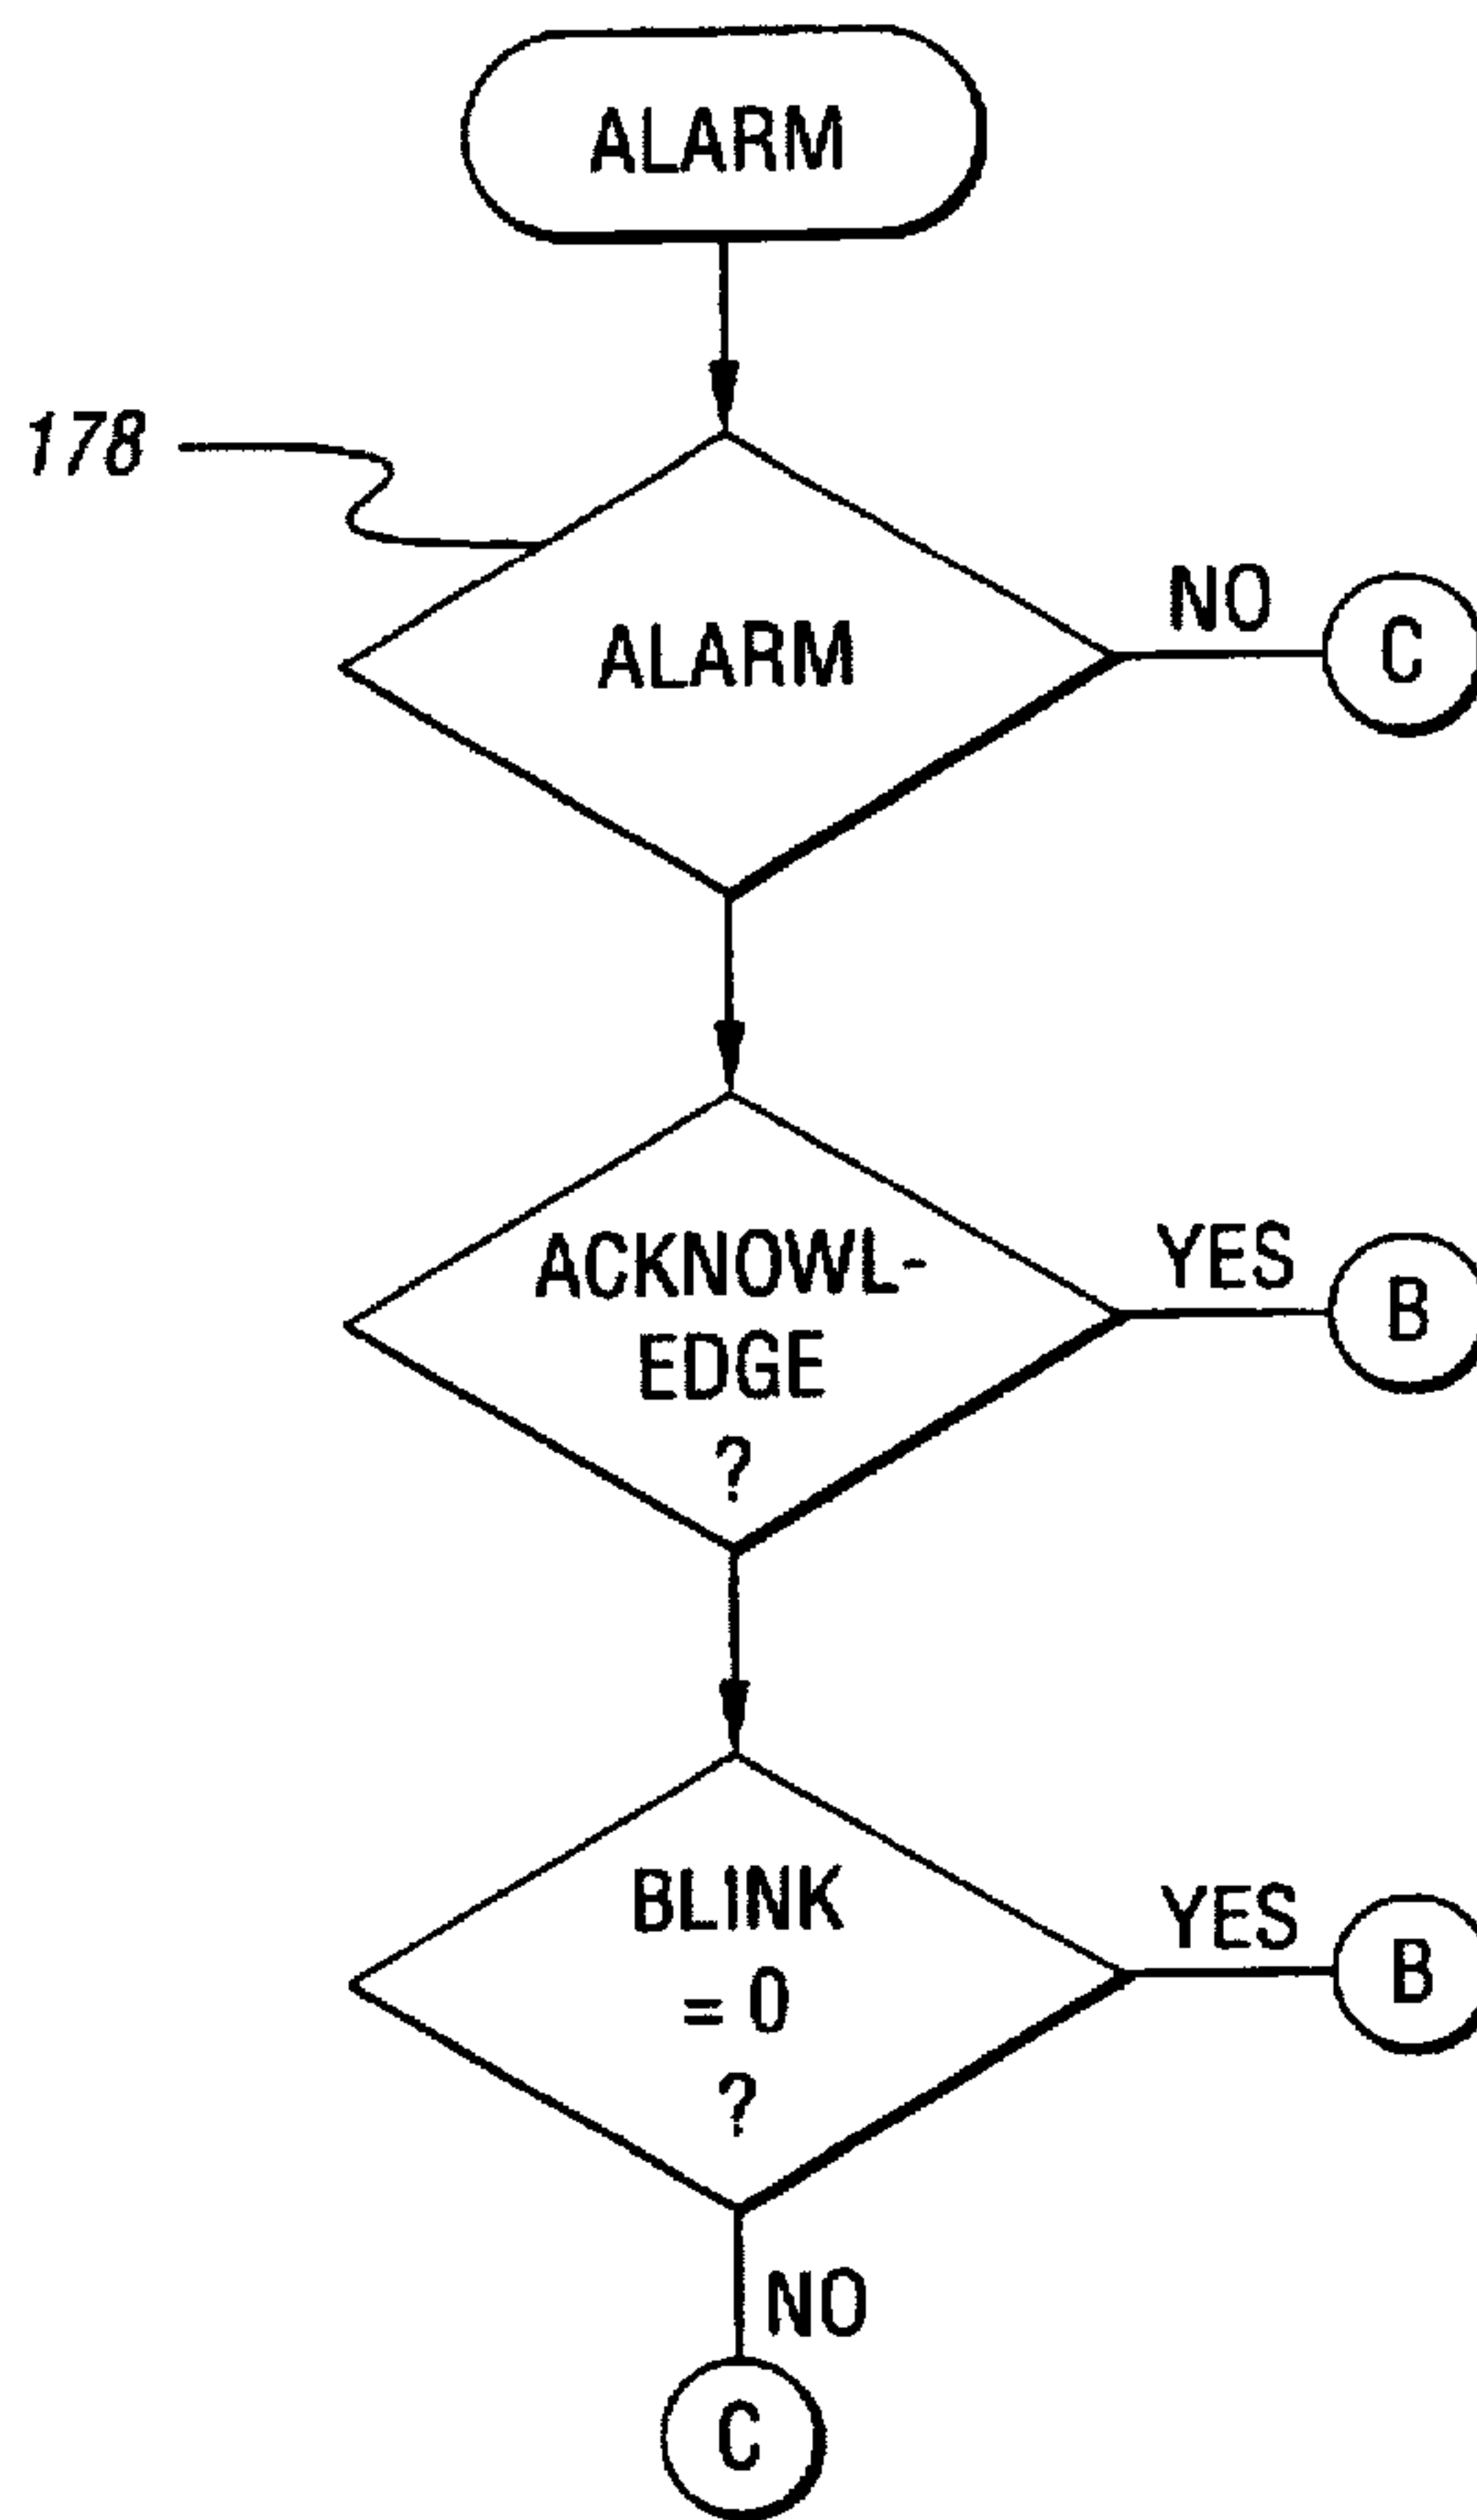 ALARM
178
ALARM
NO
C
ACKNOWL-
EDGE
?
YES
B
BLINK
= 0
?
YES
B
NO
C